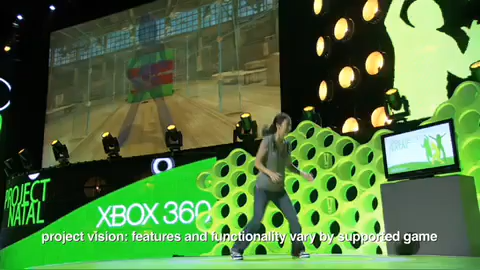 PROJECT
NATAL
XBOX 360
project vision: features and functionality vary by supported game